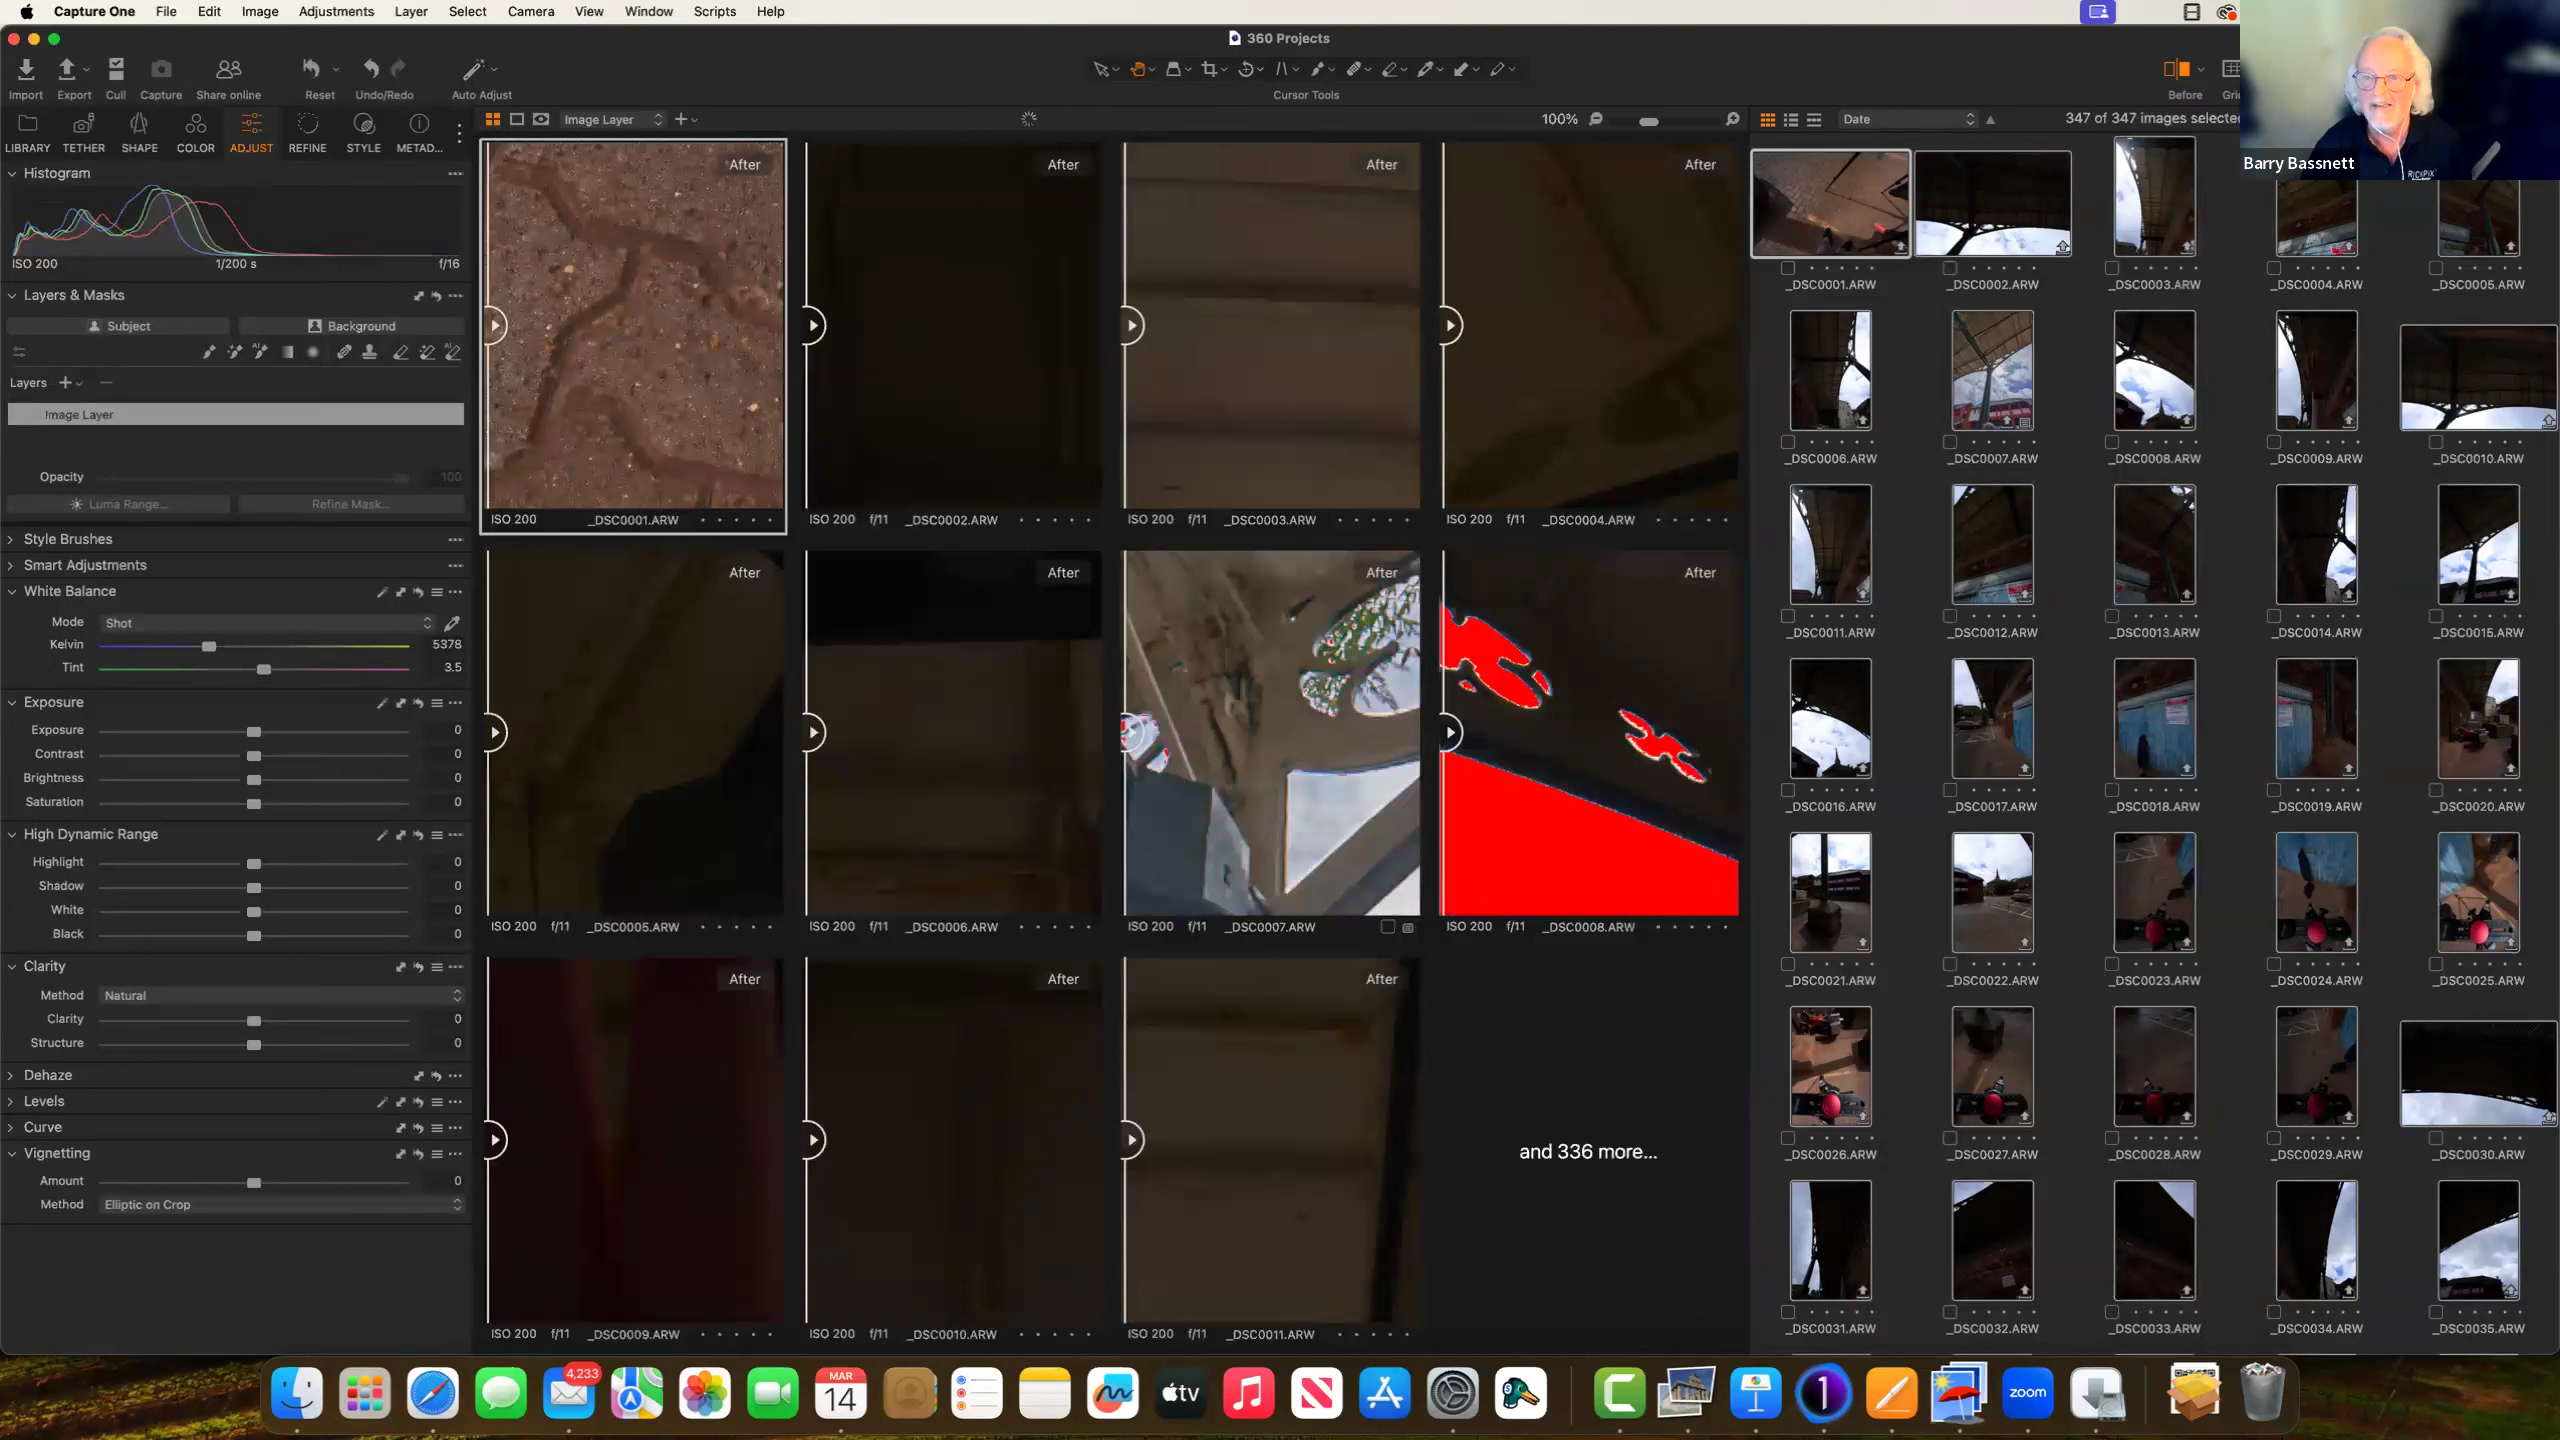 Capture One File Edit Image Adjustments Layer Select Camera View Window Scripts Help
360 Projects
Import Export Cull Capture Share online Reset Undo/Redo Auto Adjust Cursor Tools Before
LIBRARY TETHER SHAPE COLOR ADJUST REFINE STYLE METAD...
Image Layer 100% Date 347 of 347 images selected
Barry Bassnett
Histogram
ISO 200 1/200 s f/16
Layers & Masks
Subject Background
Layers
Image Layer
Opacity 100
Luma Range... Refine Mask...
Style Brushes
Smart Adjustments
White Balance
Mode Shot
Kelvin 5378
Tint 3.5
Exposure
Exposure 0
Contrast 0
Brightness 0
Saturation 0
High Dynamic Range
Highlight 0
Shadow 0
White 0
Black 0
Clarity
Method Natural
Clarity 0
Structure 0
Dehaze
Levels
Curve
Vignetting
Amount 0
Method Elliptic on Crop
After After After After
ISO 200 _DSC0001.ARW ISO 200 f/11 _DSC0002.ARW ISO 200 f/11 _DSC0003.ARW ISO 200 f/11 _DSC0004.ARW
After After After After
ISO 200 f/11 _DSC0005.ARW ISO 200 f/11 _DSC0006.ARW ISO 200 f/11 _DSC0007.ARW ISO 200 f/11 _DSC0008.ARW
After After After
and 336 more...
ISO 200 f/11 _DSC0009.ARW ISO 200 f/11 _DSC0010.ARW ISO 200 f/11 _DSC0011.ARW
_DSC0001.ARW _DSC0002.ARW _DSC0003.ARW _DSC0004.ARW _DSC0005.ARW
_DSC0006.ARW _DSC0007.ARW _DSC0008.ARW _DSC0009.ARW _DSC0010.ARW
_DSC0011.ARW _DSC0012.ARW _DSC0013.ARW _DSC0014.ARW _DSC0015.ARW
_DSC0016.ARW _DSC0017.ARW _DSC0018.ARW _DSC0019.ARW _DSC0020.ARW
_DSC0021.ARW _DSC0022.ARW _DSC0023.ARW _DSC0024.ARW _DSC0025.ARW
_DSC0026.ARW _DSC0027.ARW _DSC0028.ARW _DSC0029.ARW _DSC0030.ARW
_DSC0031.ARW _DSC0032.ARW _DSC0033.ARW _DSC0034.ARW _DSC0035.ARW
4,233 MAR 14 tv zoom